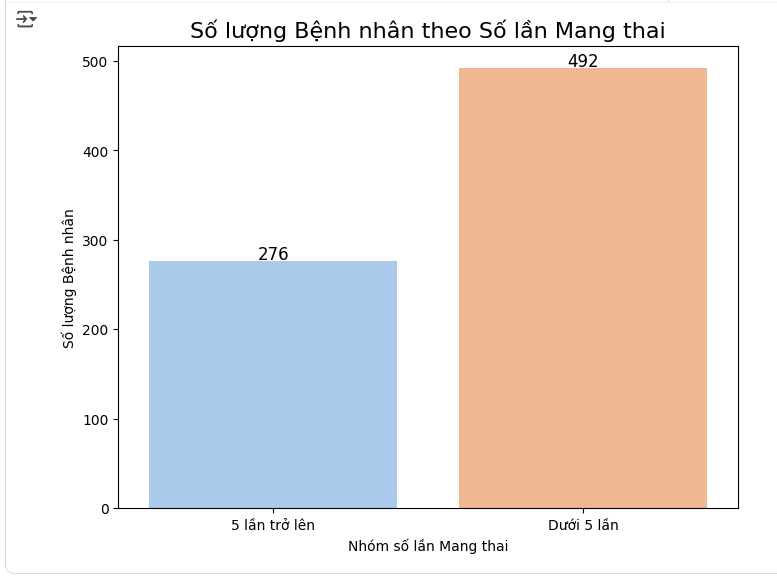 Số lượng Bệnh nhân theo Số lần Mang thai
500
400
300
200
100
0
Số lượng Bệnh nhân
276
492
5 lần trở lên
Dưới 5 lần
Nhóm số lần Mang thai